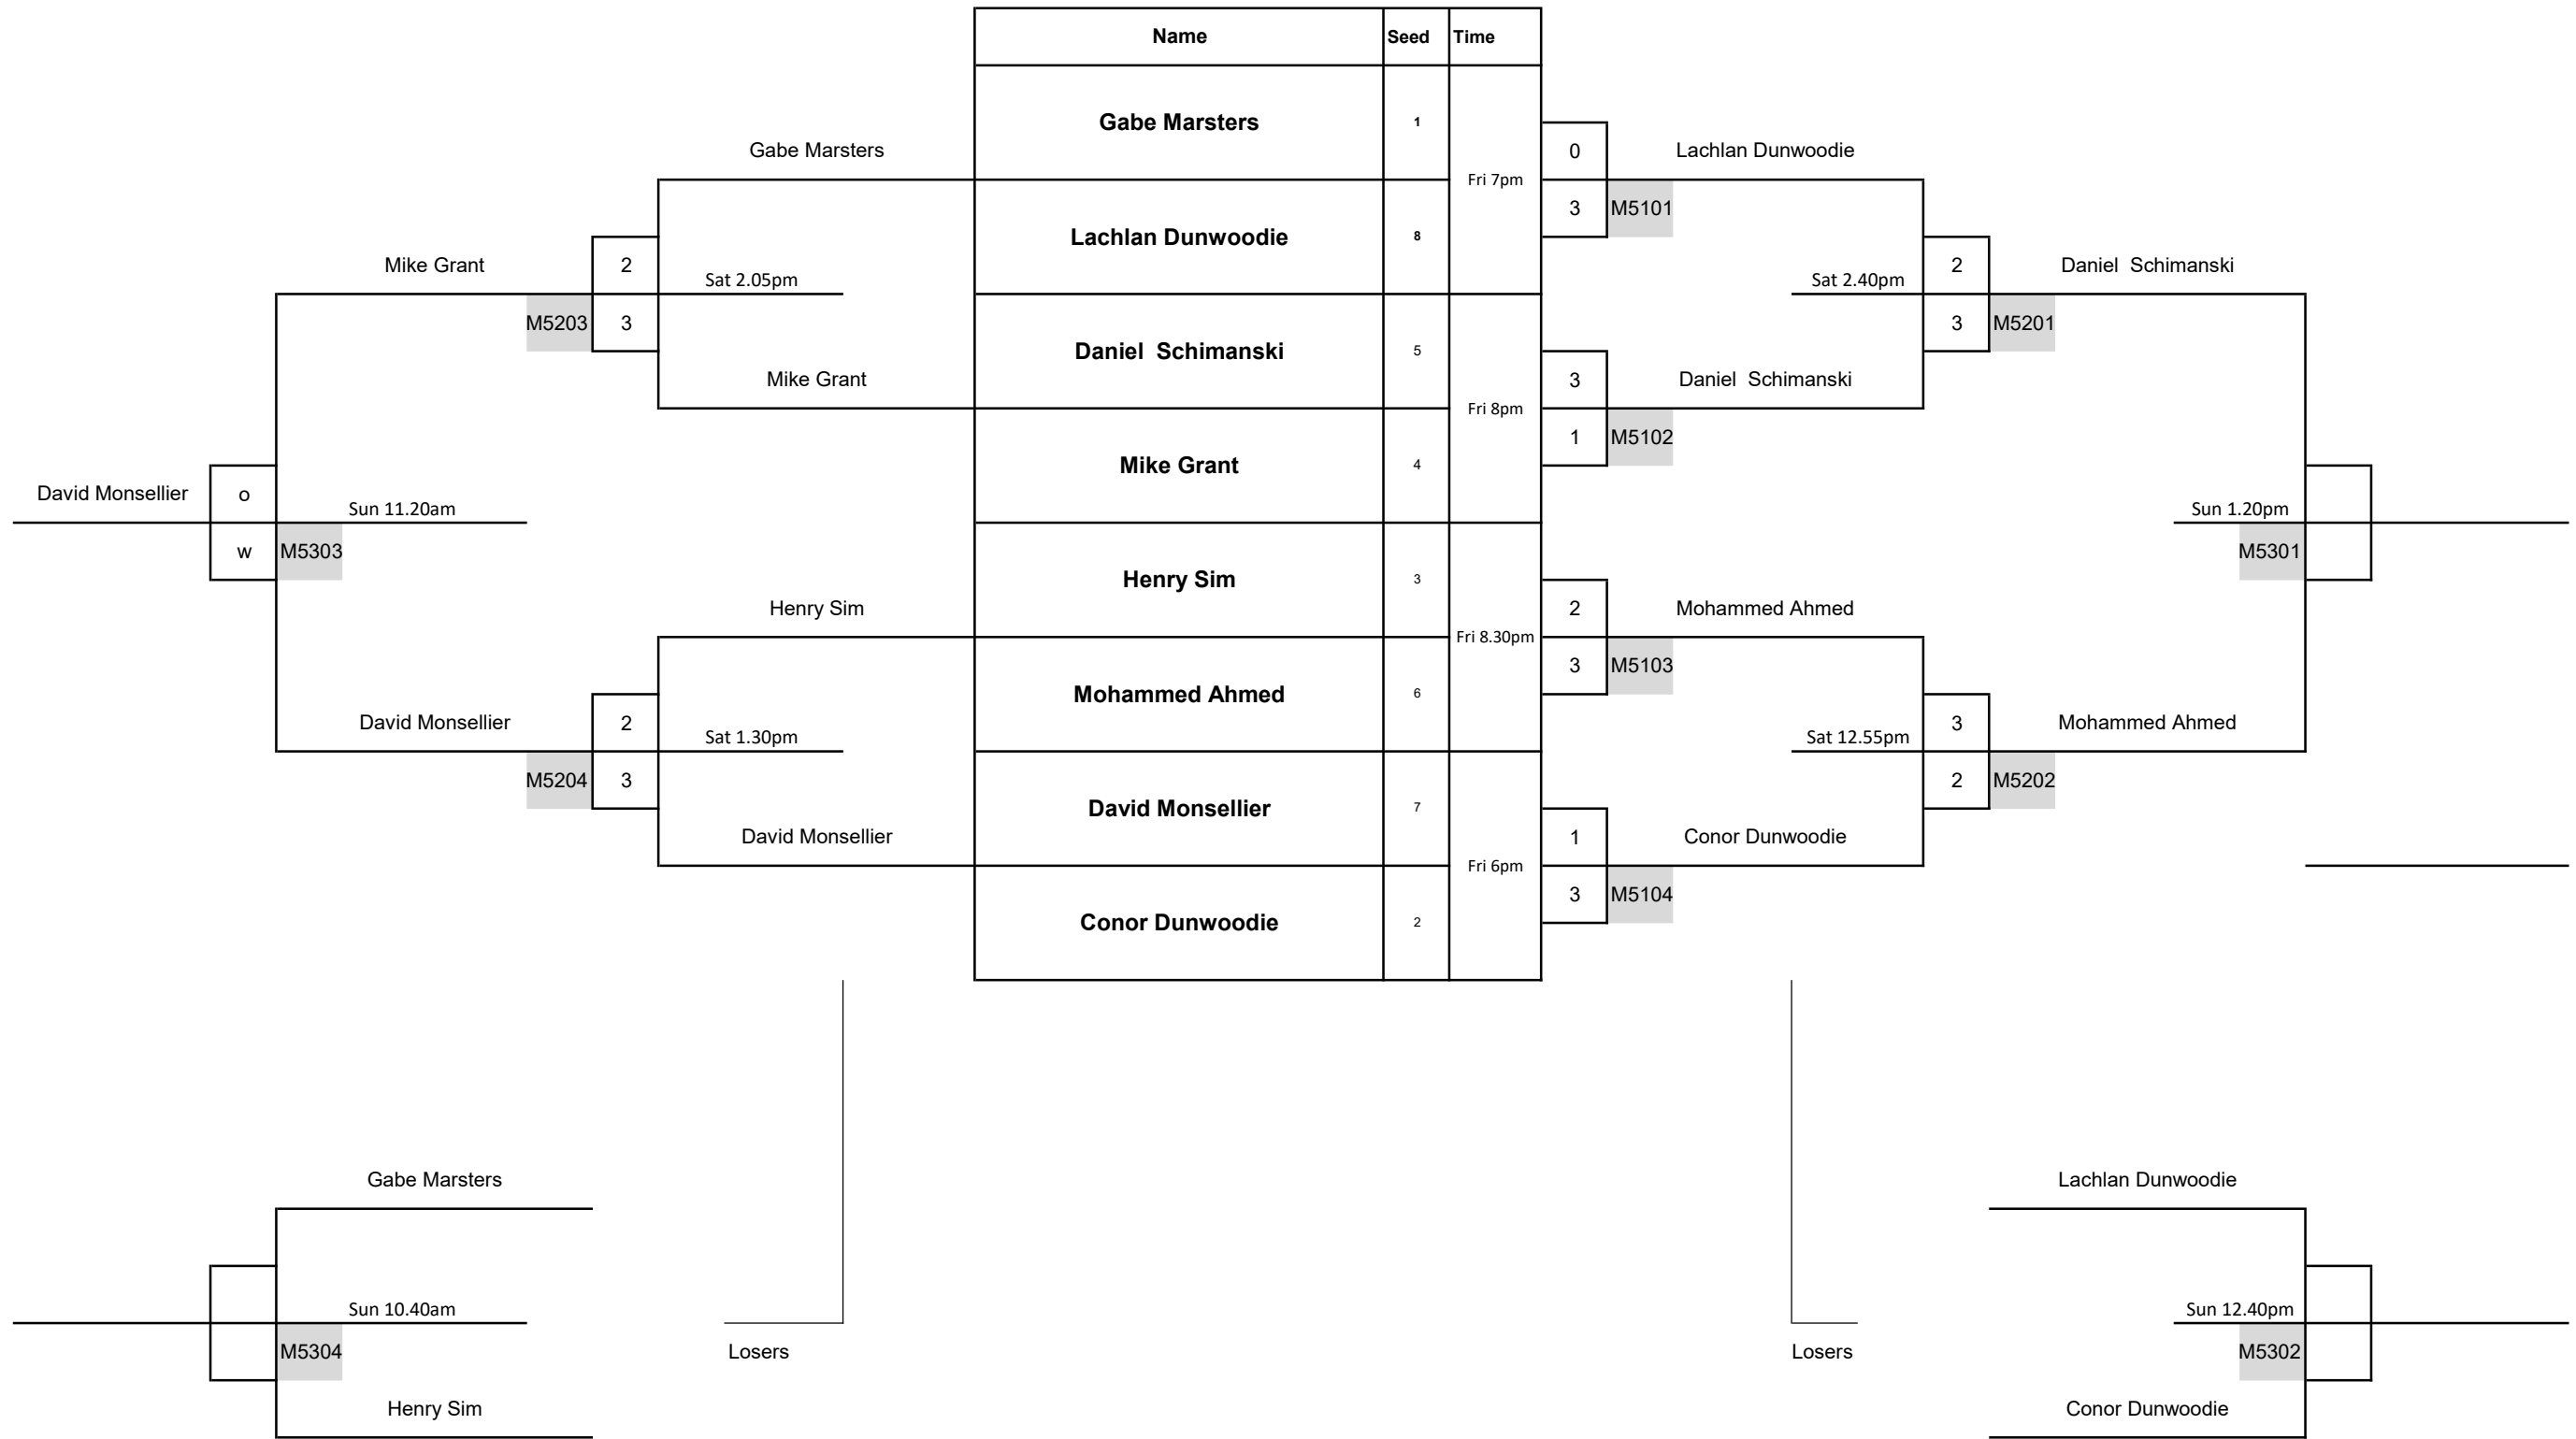 Name Seed Time
Gabe Marsters 1
Gabe Marsters 0 Lachlan Dunwoodie
Fri 7pm
3 M5101
Lachlan Dunwoodie 8
Mike Grant 2 Sat 2.05pm Sat 2.40pm 2 Daniel  Schimanski
M5203 3 3 M5201
Daniel  Schimanski 5
Mike Grant 3 Daniel  Schimanski
Fri 8pm
1 M5102
Mike Grant 4
David Monsellier o Sun 11.20am Sun 1.20pm
w M5303 M5301
Henry Sim 3
Henry Sim 2 Mohammed Ahmed
Fri 8.30pm
3 M5103
Mohammed Ahmed 6
David Monsellier 2 Sat 1.30pm Sat 12.55pm 3 Mohammed Ahmed
M5204 3 2 M5202
David Monsellier 7
David Monsellier 1 Conor Dunwoodie
Fri 6pm
3 M5104
Conor Dunwoodie 2
Gabe Marsters Lachlan Dunwoodie
Sun 10.40am Sun 12.40pm
M5304 Losers Losers M5302
Henry Sim Conor Dunwoodie